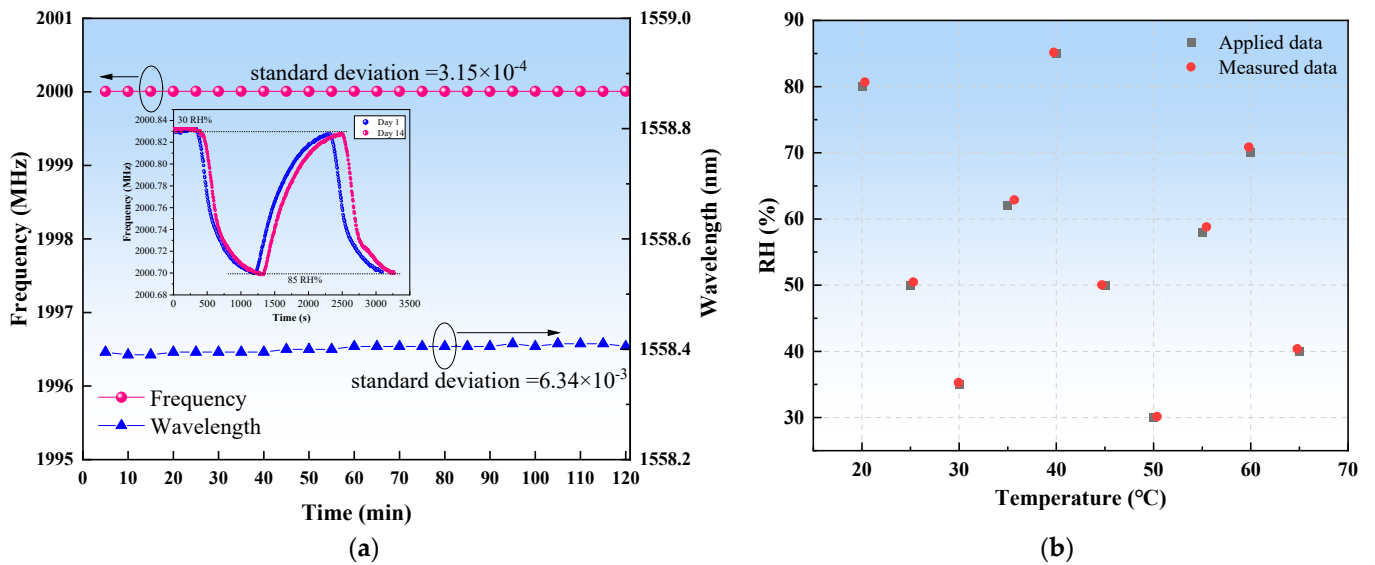 2001
2000
1999
1998
1997
1996
1995
Frequency (MHz)
0 10 20 30 40 50 60 70 80 90 100 110 120
Time (min)
1559.0
1558.8
1558.6
1558.4
1558.2
Wavelength (nm)
standard deviation =3.15×10-4
standard deviation =6.34×10-3
Frequency
Wavelength
2000.84
2000.82
2000.80
2000.78
2000.76
2000.74
2000.72
2000.70
2000.68
Frequency (MHz)
30 RH%
Day 1
Day 14
85 RH%
0 500 1000 1500 2000 2500 3000 3500
Time (s)
(a)
90
80
70
60
50
40
30
RH (%)
Applied data
Measured data
20 30 40 50 60 70
Temperature (℃)
(b)